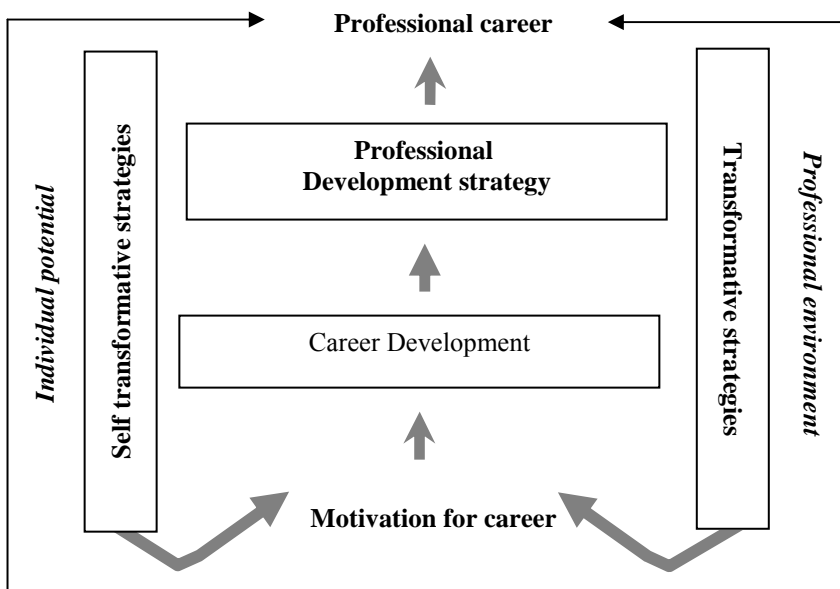 Professional career
Individual potential
Self transformative strategies
Professional
Development strategy
Transformative strategies
Professional environment
Career Development
Motivation for career